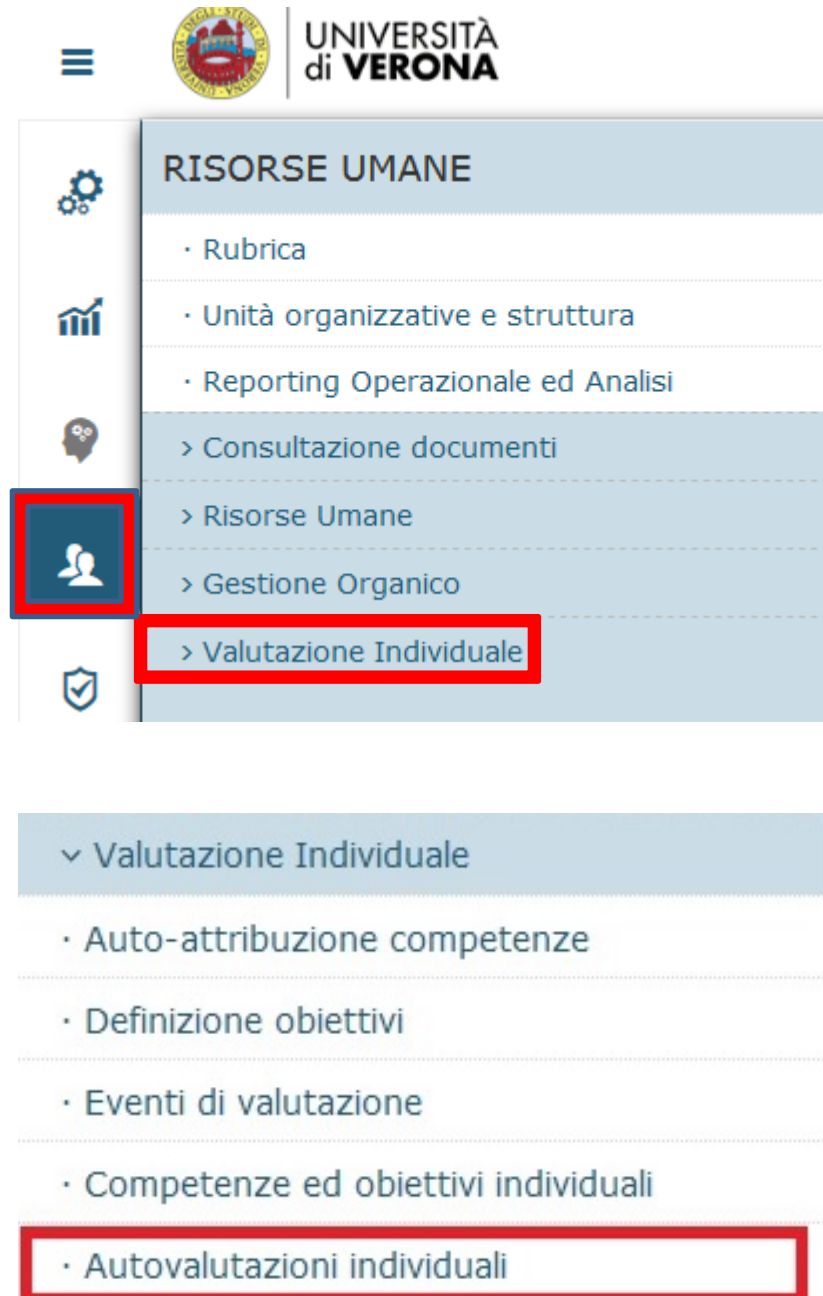 UNIVERSITÀ
di VERONA
RISORSE UMANE
· Rubrica
· Unità organizzative e struttura
· Reporting Operazionale ed Analisi
> Consultazione documenti
> Risorse Umane
> Gestione Organico
> Valutazione Individuale
Valutazione Individuale
· Auto-attribuzione competenze
· Definizione obiettivi
· Eventi di valutazione
· Competenze ed obiettivi individuali
· Autovalutazioni individuali